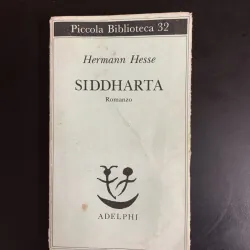 Piccola Biblioteca 32
Hermann Hesse
SIDDHARTA
Romanzo
ADELPHI